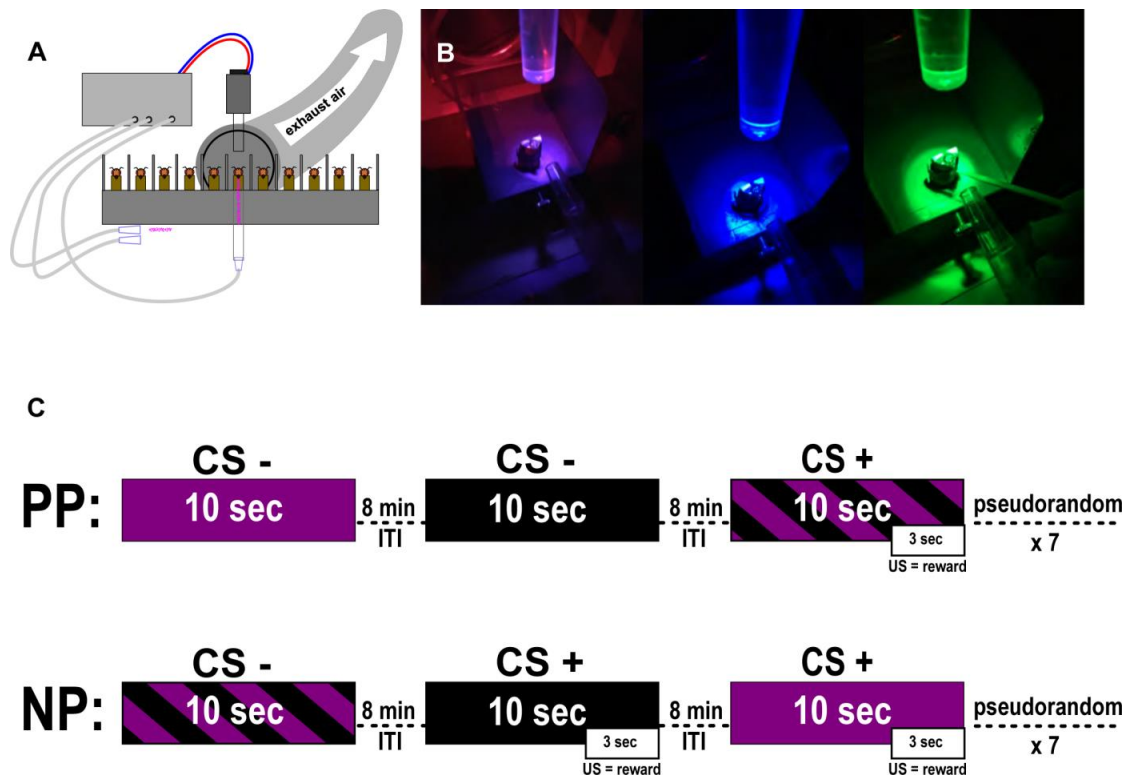 A
exhaust air
B
C
PP:
CS -
10 sec
8 min
ITI
CS -
10 sec
8 min
ITI
CS +
10 sec
3 sec
US = reward
pseudorandom
x 7
NP:
CS -
10 sec
8 min
ITI
CS +
10 sec
3 sec
US = reward
8 min
ITI
CS +
10 sec
3 sec
US = reward
pseudorandom
x 7